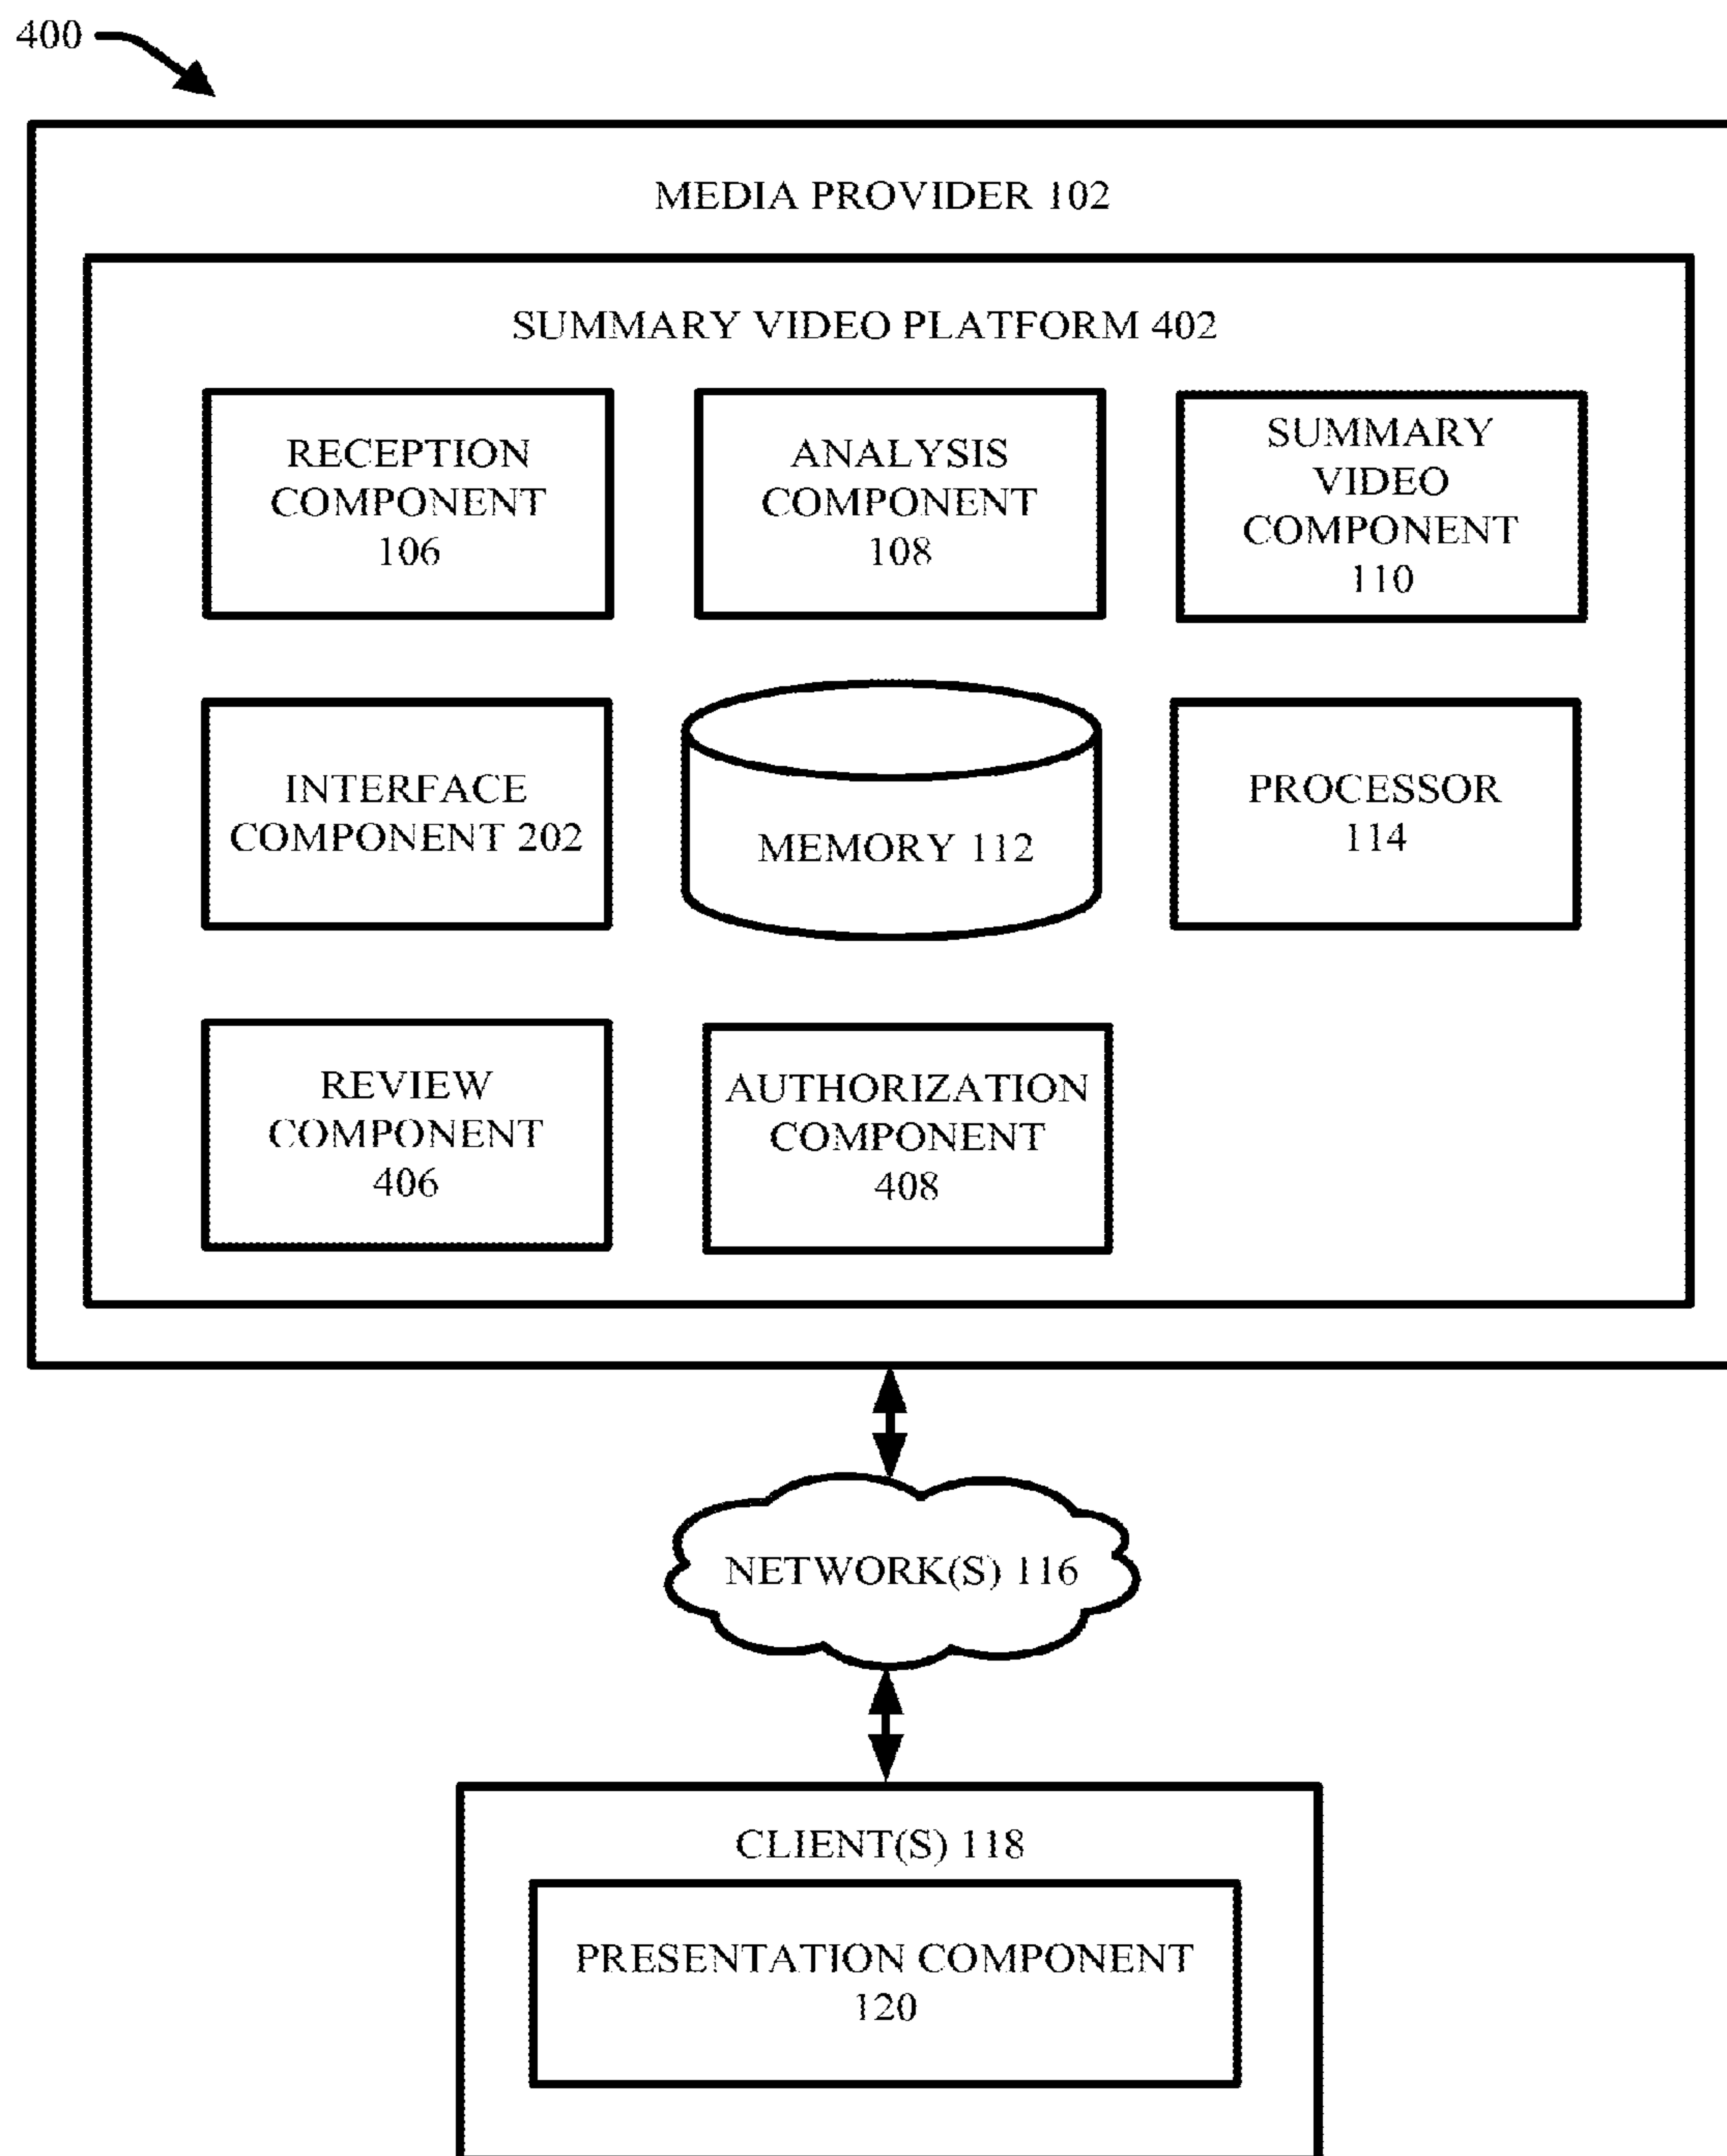 400
MEDIA PROVIDER 102
SUMMARY VIDEO PLATFORM 402
RECEPTION
COMPONENT
106
ANALYSIS
COMPONENT
108
SUMMARY
VIDEO
COMPONENT
110
INTERFACE
COMPONENT 202
MEMORY 112
PROCESSOR
114
REVIEW
COMPONENT
406
AUTHORIZATION
COMPONENT
408
NETWORK(S) 116
CLIENT(S) 118
PRESENTATION COMPONENT
120